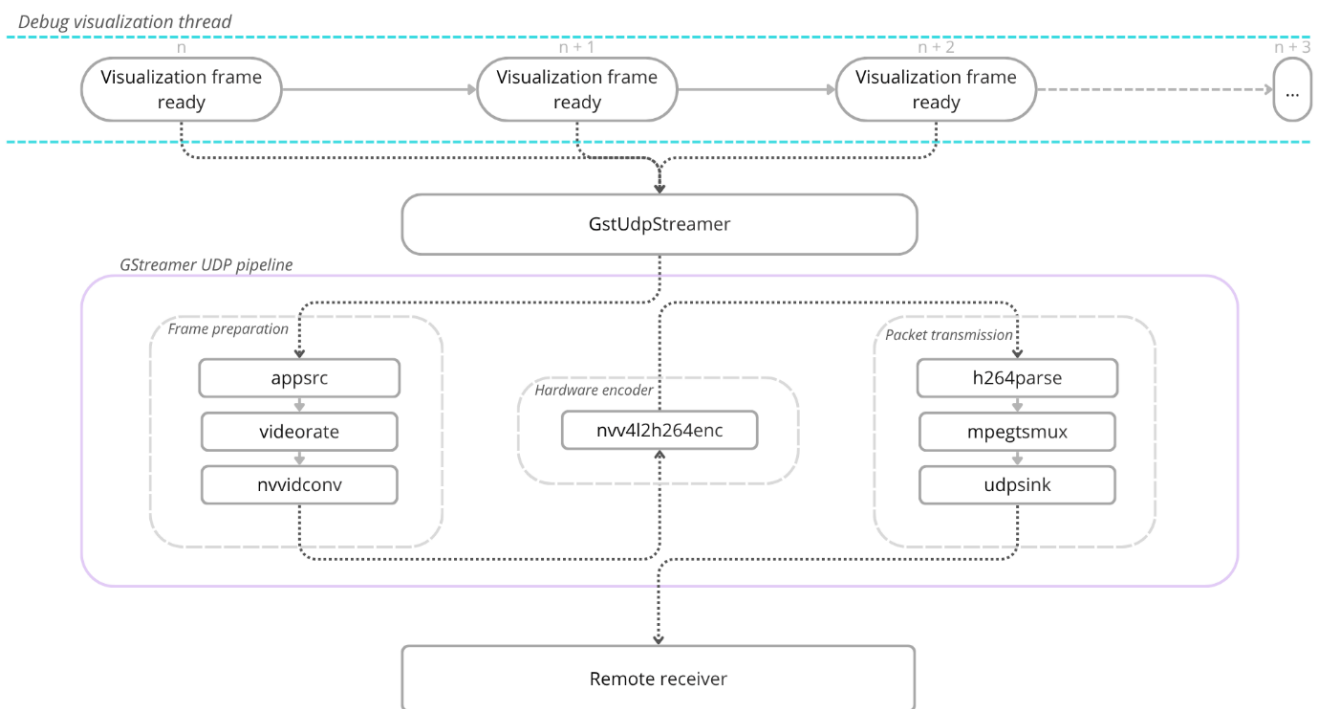 Debug visualization thread
n
n + 1
n + 2
n + 3
Visualization frame
ready
Visualization frame
ready
Visualization frame
ready
...
GstUdpStreamer
GStreamer UDP pipeline
Frame preparation
appsrc
videorate
nvvidconv
Hardware encoder
nvv4l2h264enc
Packet transmission
h264parse
mpegtsmux
udpsink
Remote receiver